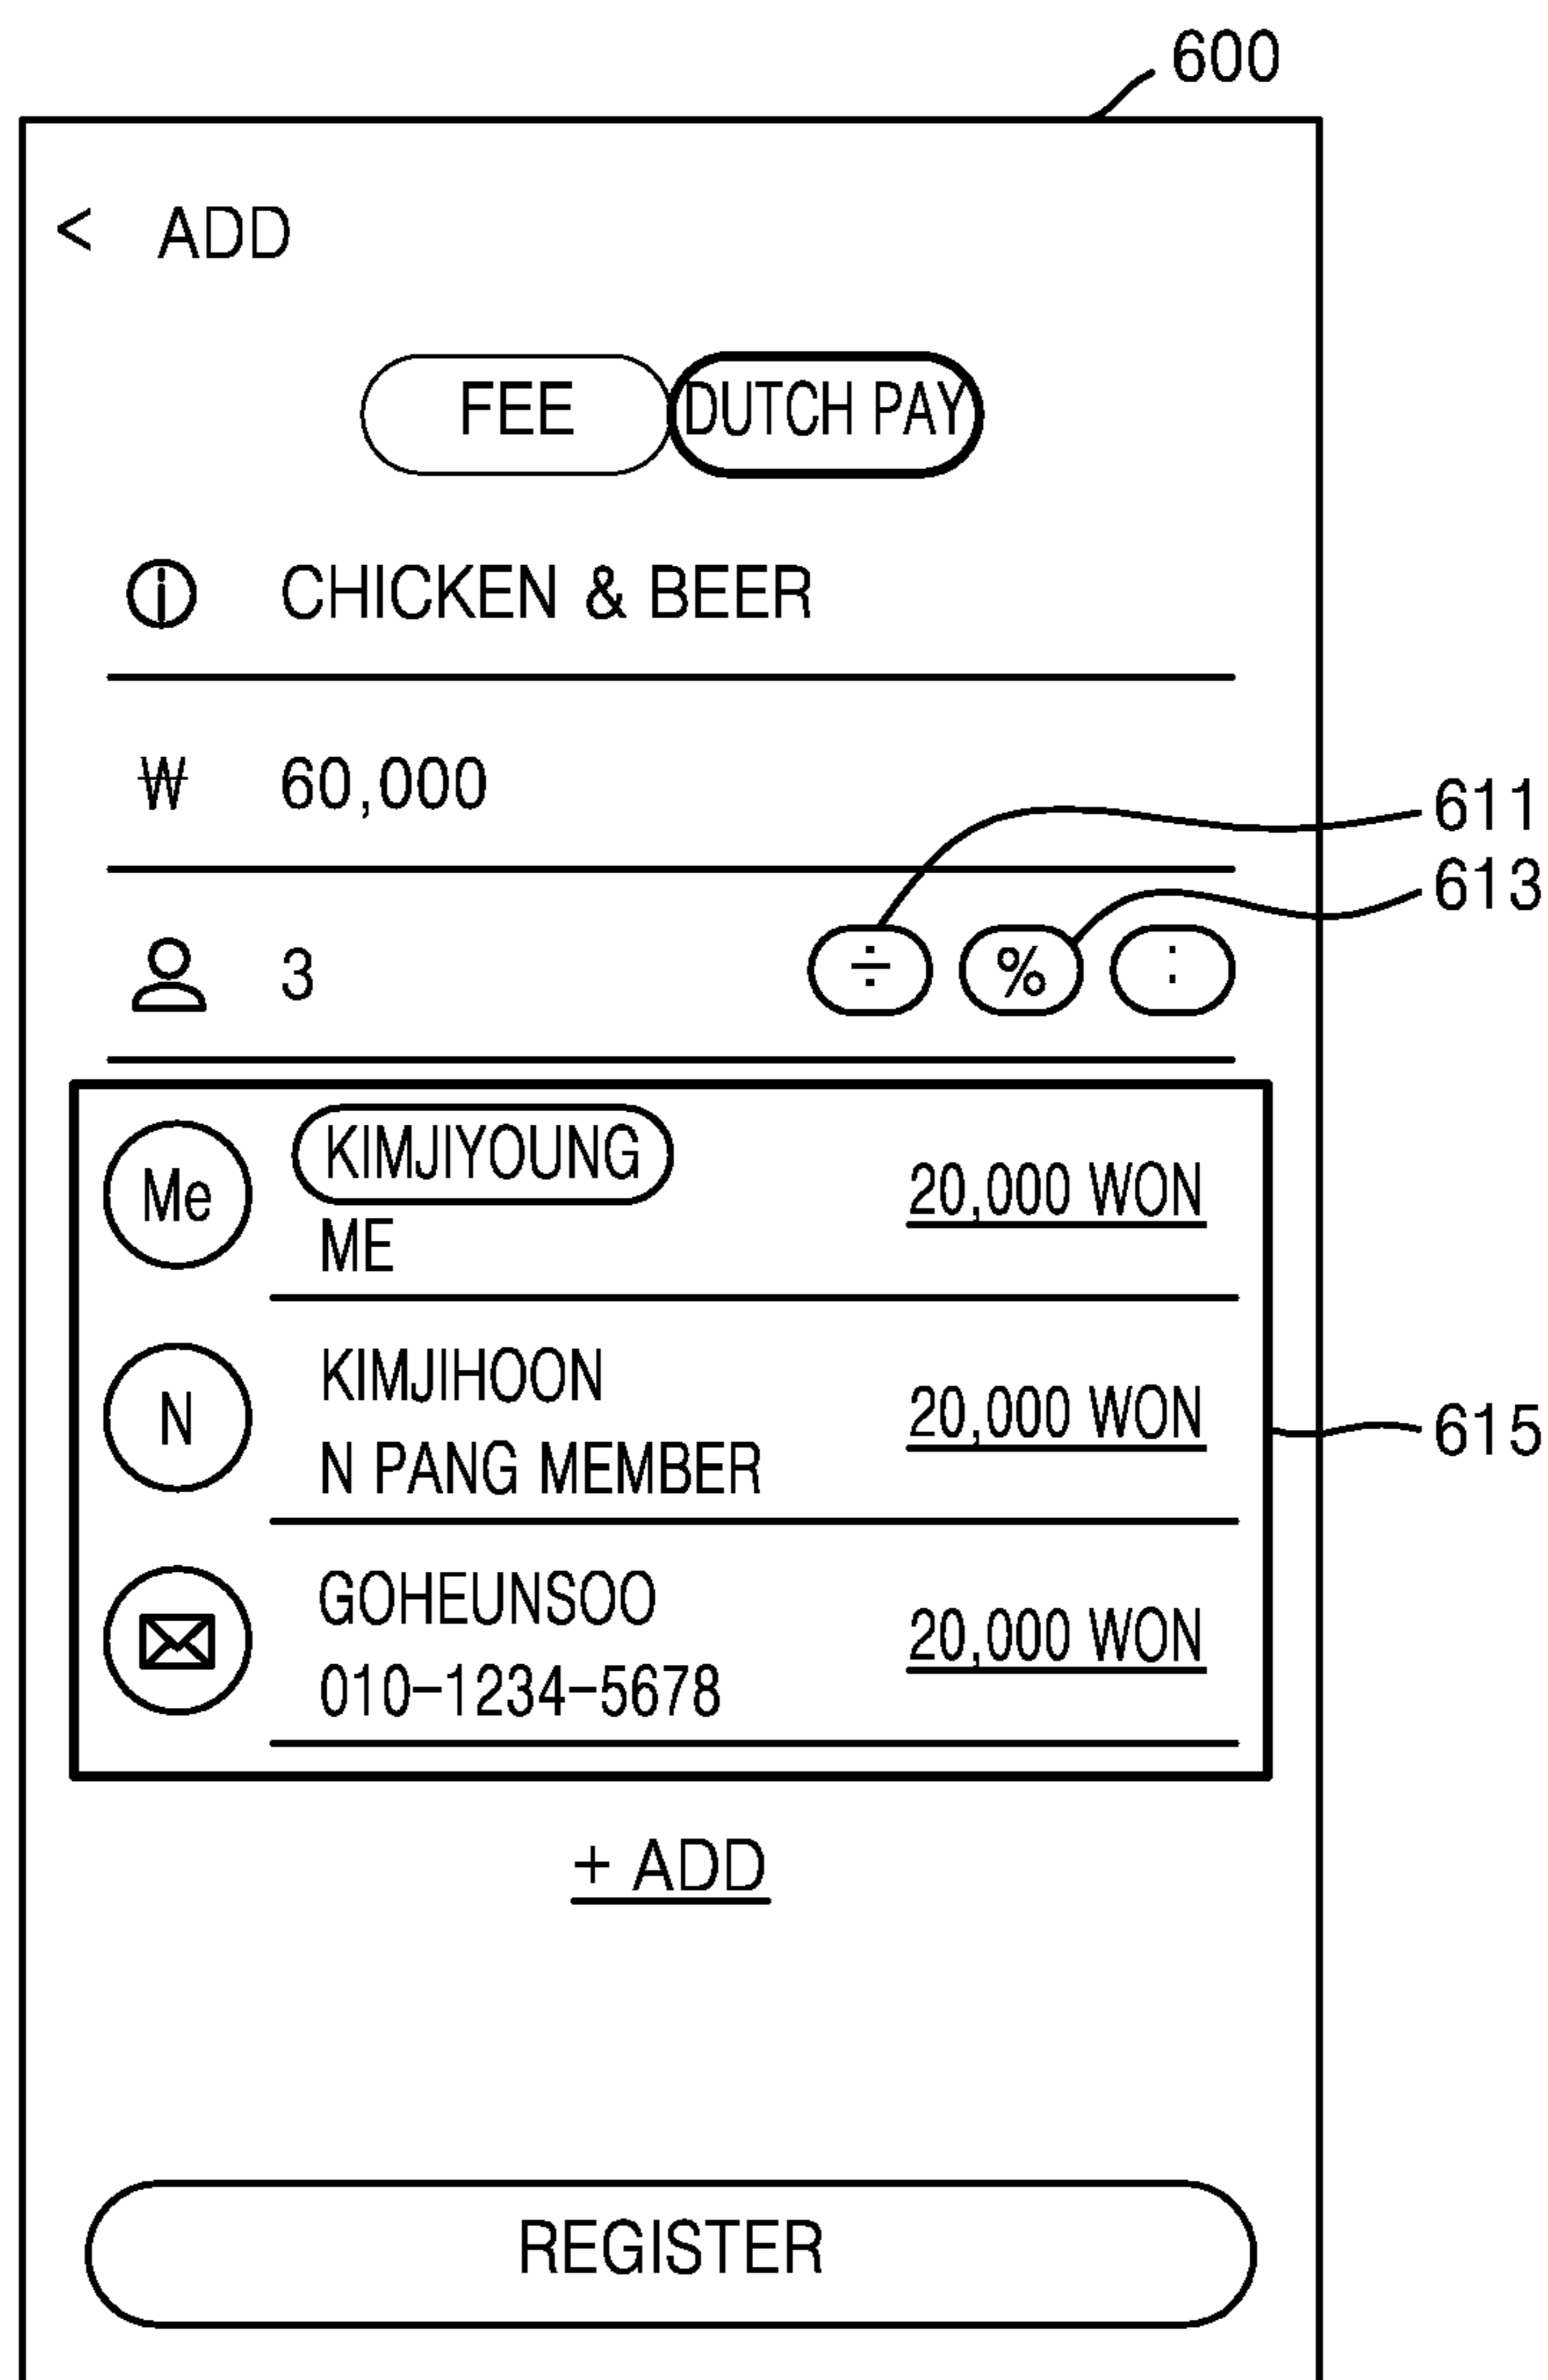 600
< ADD
FEE DUTCH PAY
i CHICKEN & BEER
₩ 60,000
611
613
3 ÷ % :
Me KIMJIYOUNG 20,000 WON
ME
N KIMJIHOON 20,000 WON
N PANG MEMBER
615
GOHEUNSOO 20,000 WON
010-1234-5678
+ ADD
REGISTER